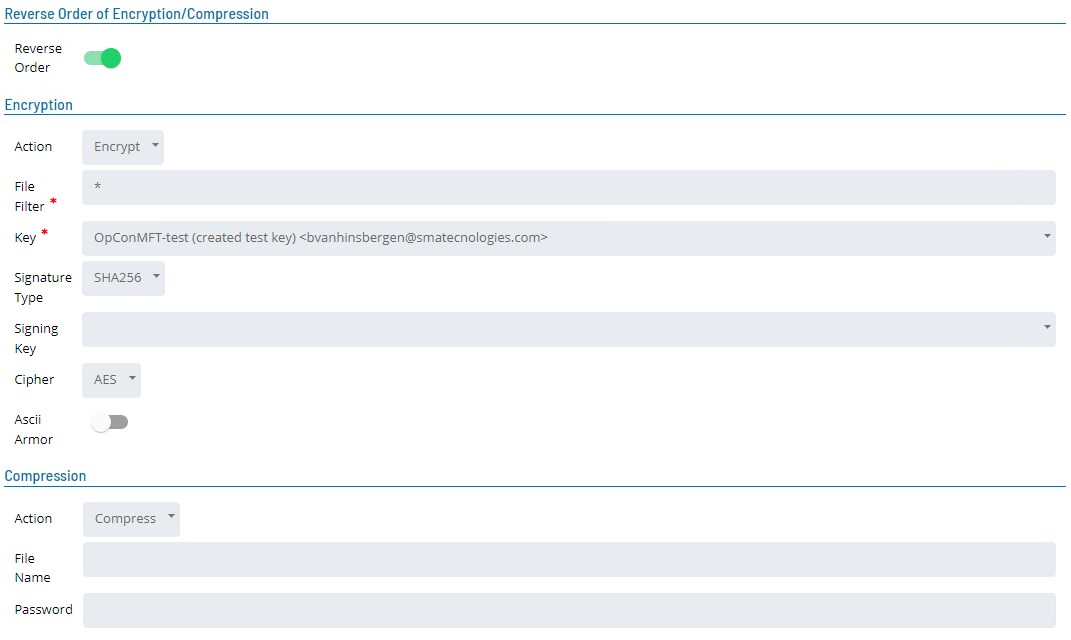 Reverse Order of Encryption/Compression
Reverse
Order
Encryption
Action Encrypt
File
Filter * *
Key * OpConMFT-test (created test key) <bvanhinsbergen@smatecnologies.com>
Signature
Type SHA256
Signing
Key
Cipher AES
Ascii
Armor
Compression
Action Compress
File
Name
Password